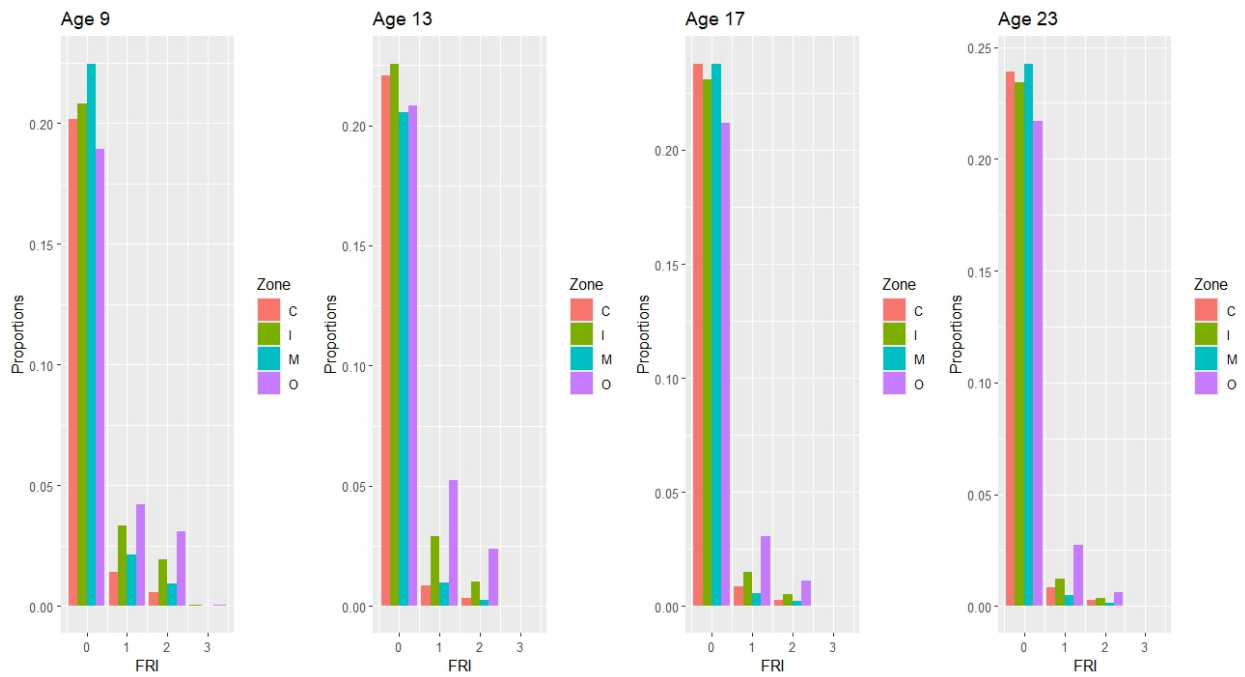 Age 9
Proportions
0.20
0.15
0.10
0.05
0.00
0 1 2 3
FRI
Zone
C
I
M
O
Age 13
Proportions
0.20
0.15
0.10
0.05
0.00
0 1 2 3
FRI
Zone
C
I
M
O
Age 17
Proportions
0.20
0.15
0.10
0.05
0.00
0 1 2 3
FRI
Zone
C
I
M
O
Age 23
Proportions
0.25
0.20
0.15
0.10
0.05
0.00
0 1 2 3
FRI
Zone
C
I
M
O